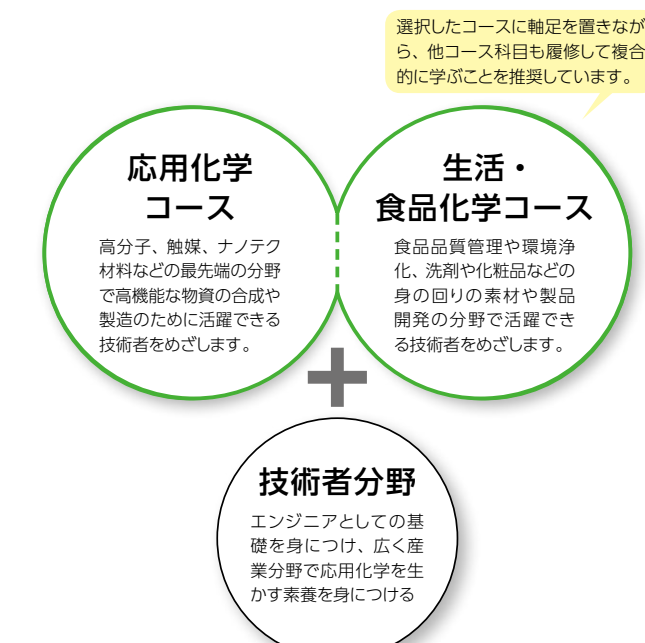 選択したコースに軸足を置きなが
ら、他コース科目も履修して複合
的に学ぶことを推奨しています。
応用化学
コース
高分子、触媒、ナノテク
材料などの最先端の分野
で高機能な物資の合成や
製造のために活躍できる
技術者をめざします。
生活・
食品化学コース
食品品質管理や環境浄
化、洗剤や化粧品などの
身の回りの素材や製品
開発の分野で活躍でき
る技術者をめざします。
技術者分野
エンジニアとしての基
礎を身につけ、広く産
業分野で応用化学を生
かす素養を身につける